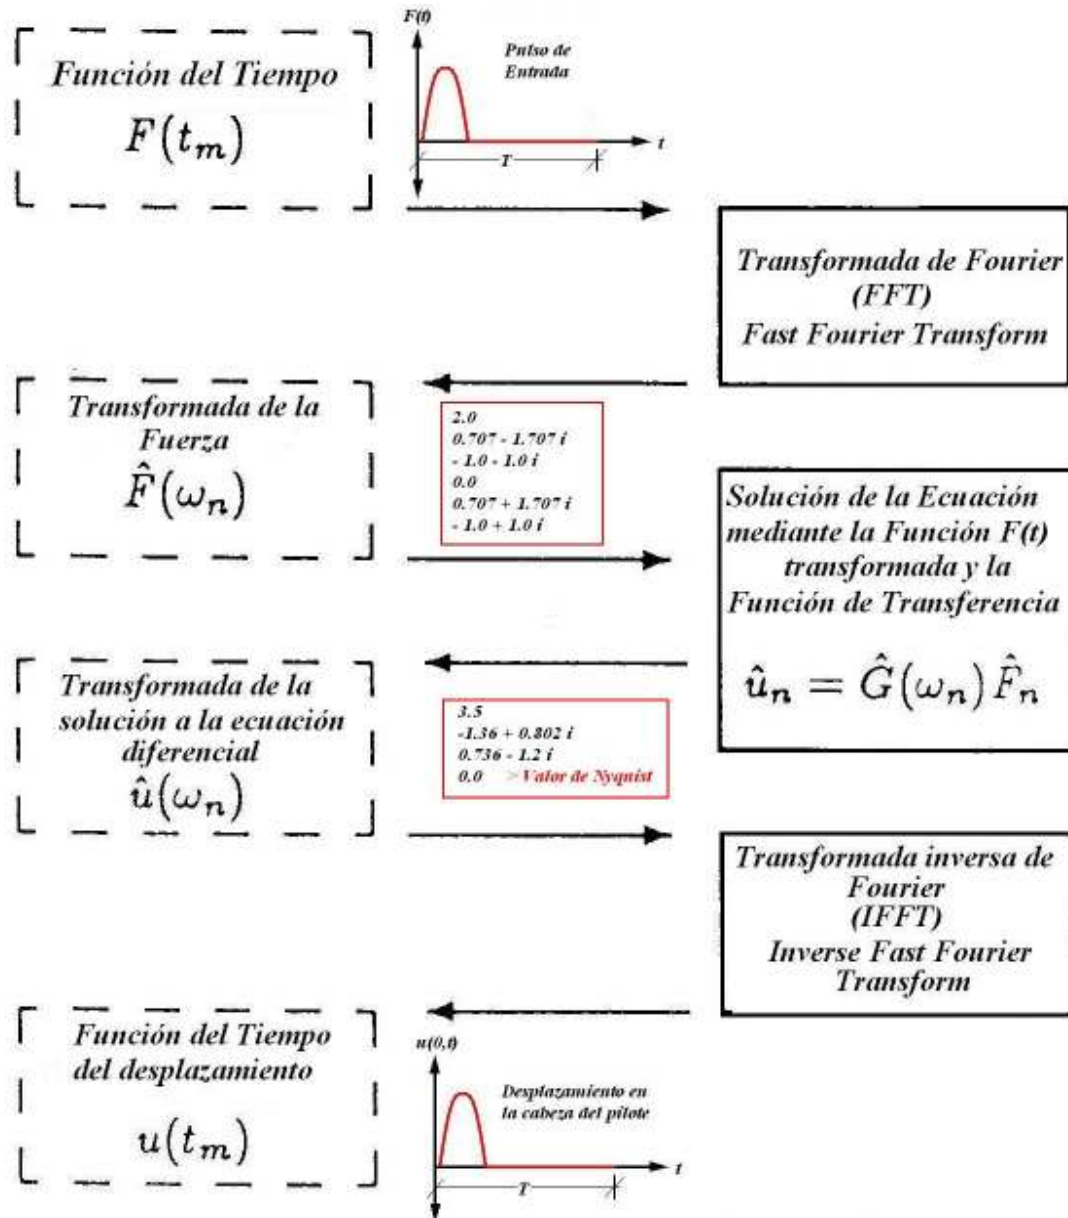 Función del Tiempo
F(t_m)
F(t)
Pulso de
Entrada
t
T
Transformada de Fourier
(FFT)
Fast Fourier Transform
Transformada de la
Fuerza
F̂(ω_n)
2.0
0.707 - 1.707 i
- 1.0 - 1.0 i
0.0
0.707 + 1.707 i
- 1.0 + 1.0 i
Solución de la Ecuación
mediante la Función F(t)
transformada y la
Función de Transferencia
û_n = Ĝ(ω_n) F̂_n
Transformada de la
solución a la ecuación
diferencial
û(ω_n)
3.5
-1.36 + 0.802 i
0.736 - 1.2 i
0.0 > Valor de Nyquist
Transformada inversa de
Fourier
(IFFT)
Inverse Fast Fourier
Transform
Función del Tiempo
del desplazamiento
u(t_m)
u(0,t)
Desplazamiento en
la cabeza del pilote
t
T